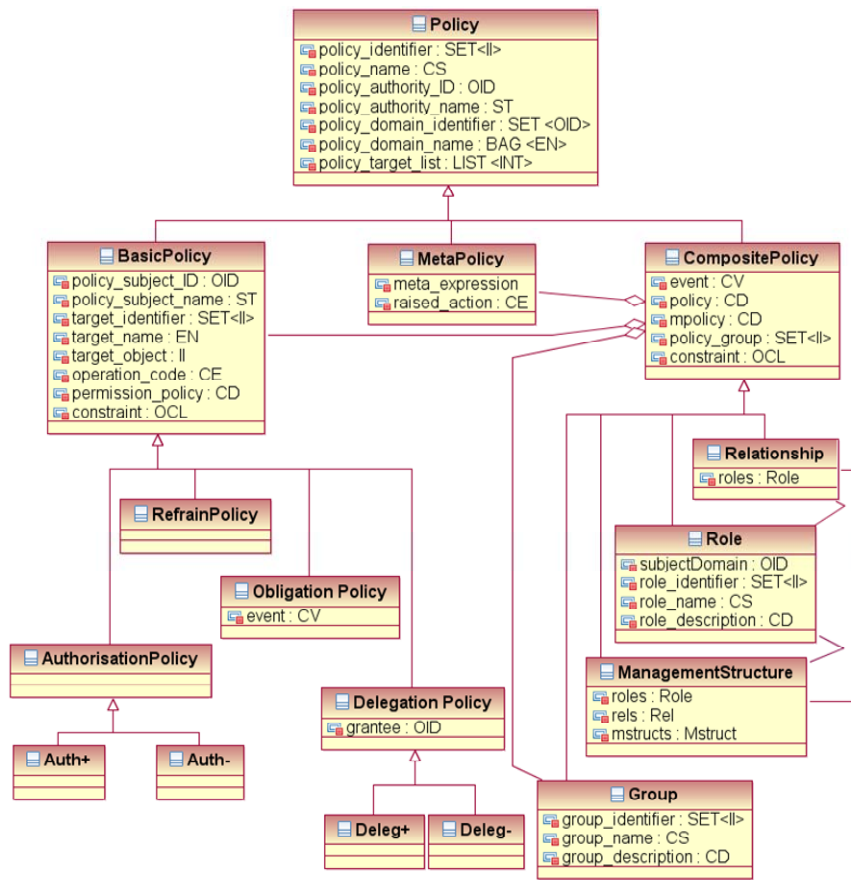 Policy
policy_identifier : SET<II>
policy_name : CS
policy_authority_ID : OID
policy_authority_name : ST
policy_domain_identifier : SET <OID>
policy_domain_name : BAG <EN>
policy_target_list : LIST <INT>
BasicPolicy
policy_subject_ID : OID
policy_subject_name : ST
target_identifier : SET<II>
target_name : EN
target_object : II
operation_code : CE
permission_policy : CD
constraint : OCL
MetaPolicy
meta_expression
raised_action : CE
CompositePolicy
event : CV
policy : CD
mpolicy : CD
policy_group : SET<II>
constraint : OCL
Relationship
roles : Role
RefrainPolicy
Role
subjectDomain : OID
role_identifier : SET<II>
role_name : CS
role_description : CD
Obligation Policy
event : CV
AuthorisationPolicy
ManagementStructure
roles : Role
rels : Rel
mstructs : Mstruct
Delegation Policy
grantee : OID
Auth+
Auth-
Group
group_identifier : SET<II>
group_name : CS
group_description : CD
Deleg+
Deleg-